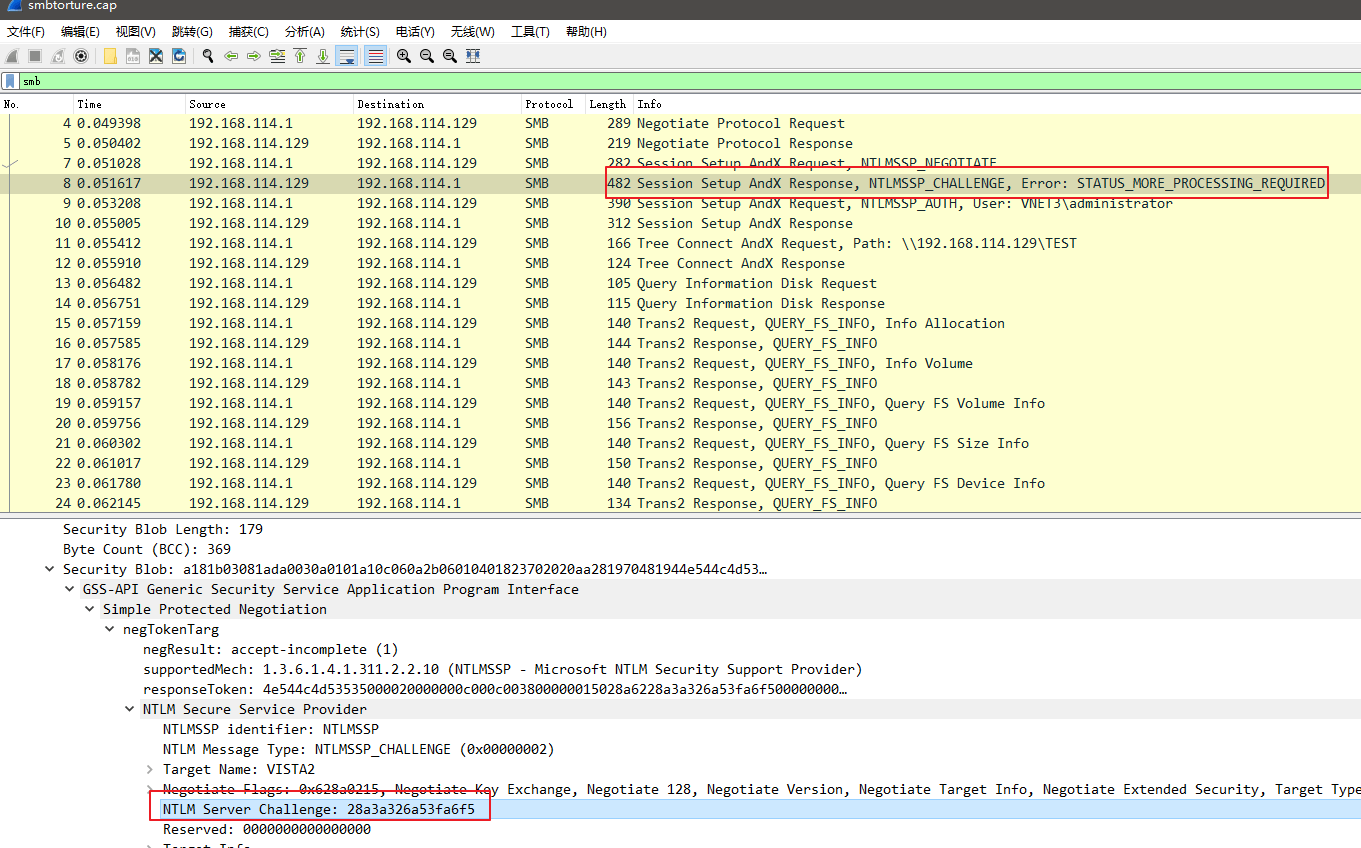 smbtorture.cap
文件(F) 编辑(E) 视图(V) 跳转(G) 捕获(C) 分析(A) 统计(S) 电话(Y) 无线(W) 工具(T) 帮助(H)
smb
No. Time Source Destination Protocol Length Info
4 0.049398 192.168.114.1 192.168.114.129 SMB 289 Negotiate Protocol Request
5 0.050402 192.168.114.129 192.168.114.1 SMB 219 Negotiate Protocol Response
7 0.051028 192.168.114.1 192.168.114.129 SMB 282 Session Setup AndX Request, NTLMSSP_NEGOTIATE
8 0.051617 192.168.114.129 192.168.114.1 SMB 482 Session Setup AndX Response, NTLMSSP_CHALLENGE, Error: STATUS_MORE_PROCESSING_REQUIRED
9 0.053208 192.168.114.1 192.168.114.129 SMB 390 Session Setup AndX Request, NTLMSSP_AUTH, User: VNET3\administrator
10 0.055005 192.168.114.129 192.168.114.1 SMB 312 Session Setup AndX Response
11 0.055412 192.168.114.1 192.168.114.129 SMB 166 Tree Connect AndX Request, Path: \\192.168.114.129\TEST
12 0.055910 192.168.114.129 192.168.114.1 SMB 124 Tree Connect AndX Response
13 0.056482 192.168.114.1 192.168.114.129 SMB 105 Query Information Disk Request
14 0.056751 192.168.114.129 192.168.114.1 SMB 115 Query Information Disk Response
15 0.057159 192.168.114.1 192.168.114.129 SMB 140 Trans2 Request, QUERY_FS_INFO, Info Allocation
16 0.057585 192.168.114.129 192.168.114.1 SMB 144 Trans2 Response, QUERY_FS_INFO
17 0.058176 192.168.114.1 192.168.114.129 SMB 140 Trans2 Request, QUERY_FS_INFO, Info Volume
18 0.058782 192.168.114.129 192.168.114.1 SMB 143 Trans2 Response, QUERY_FS_INFO
19 0.059157 192.168.114.1 192.168.114.129 SMB 140 Trans2 Request, QUERY_FS_INFO, Query FS Volume Info
20 0.059756 192.168.114.129 192.168.114.1 SMB 156 Trans2 Response, QUERY_FS_INFO
21 0.060302 192.168.114.1 192.168.114.129 SMB 140 Trans2 Request, QUERY_FS_INFO, Query FS Size Info
22 0.061017 192.168.114.129 192.168.114.1 SMB 150 Trans2 Response, QUERY_FS_INFO
23 0.061780 192.168.114.1 192.168.114.129 SMB 140 Trans2 Request, QUERY_FS_INFO, Query FS Device Info
24 0.062145 192.168.114.129 192.168.114.1 SMB 134 Trans2 Response, QUERY_FS_INFO
Security Blob Length: 179
Byte Count (BCC): 369
Security Blob: a181b03081ada0030a0101a10c060a2b06010401823702020aa281970481944e544c4d53…
GSS-API Generic Security Service Application Program Interface
Simple Protected Negotiation
negTokenTarg
negResult: accept-incomplete (1)
supportedMech: 1.3.6.1.4.1.311.2.2.10 (NTLMSSP - Microsoft NTLM Security Support Provider)
responseToken: 4e544c4d53535000020000000c000c003800000015028a6228a3a326a53fa6f500000000…
NTLM Secure Service Provider
NTLMSSP identifier: NTLMSSP
NTLM Message Type: NTLMSSP_CHALLENGE (0x00000002)
Target Name: VISTA2
Negotiate Flags: 0x628a0215, Negotiate Key Exchange, Negotiate 128, Negotiate Version, Negotiate Target Info, Negotiate Extended Security, Target Type
NTLM Server Challenge: 28a3a326a53fa6f5
Reserved: 0000000000000000